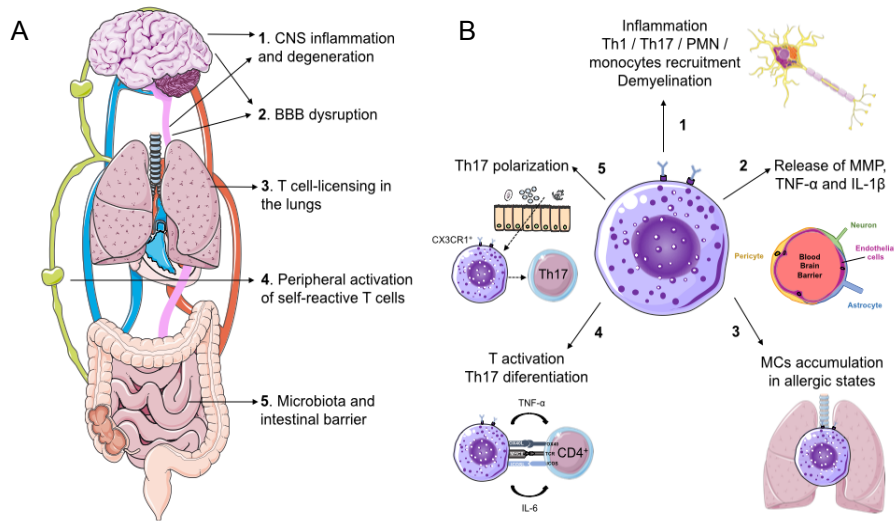 A
1. CNS inflammation
and degeneration
2. BBB dysruption
3. T cell-licensing in
the lungs
4. Peripheral activation
of self-reactive T cells
5. Microbiota and
intestinal barrier
B
Inflammation
Th1 / Th17 / PMN /
monocytes recruitment
Demyelination
1
2
Release of MMP,
TNF-α and IL-1β
Neuron
Endothelia
cells
Pericyte
Blood
Brain
Barrier
Astrocyte
3
MCs accumulation
in allergic states
4
T activation
Th17 diferentiation
TNF-α
TCR
CD4+
IL-6
5
Th17 polarization
CX3CR1+
Th17